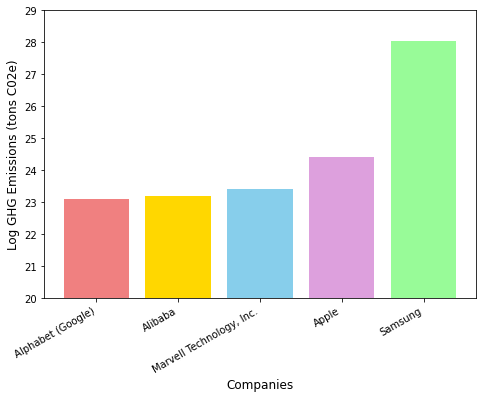 29
28
27
26
25
24
23
22
21
20
Log GHG Emissions (tons C02e)
Alphabet (Google)
Alibaba
Marvell Technology, Inc.
Apple
Samsung
Companies